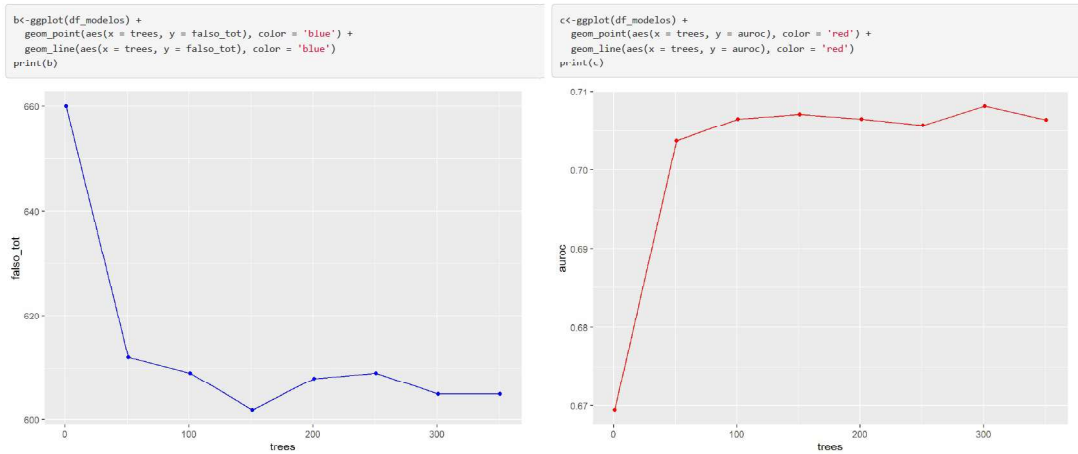 b<-ggplot(df_modelos) +
geom_point(aes(x = trees, y = falso_tot), color = 'blue') +
geom_line(aes(x = trees, y = falso_tot), color = 'blue')
print(b)
660
640
620
600
falso_tot
0
100
200
300
trees
c<-ggplot(df_modelos) +
geom_point(aes(x = trees, y = auroc), color = 'red') +
geom_line(aes(x = trees, y = auroc), color = 'red')
print(c)
0.71
0.70
0.69
0.68
0.67
auroc
0
100
200
300
trees